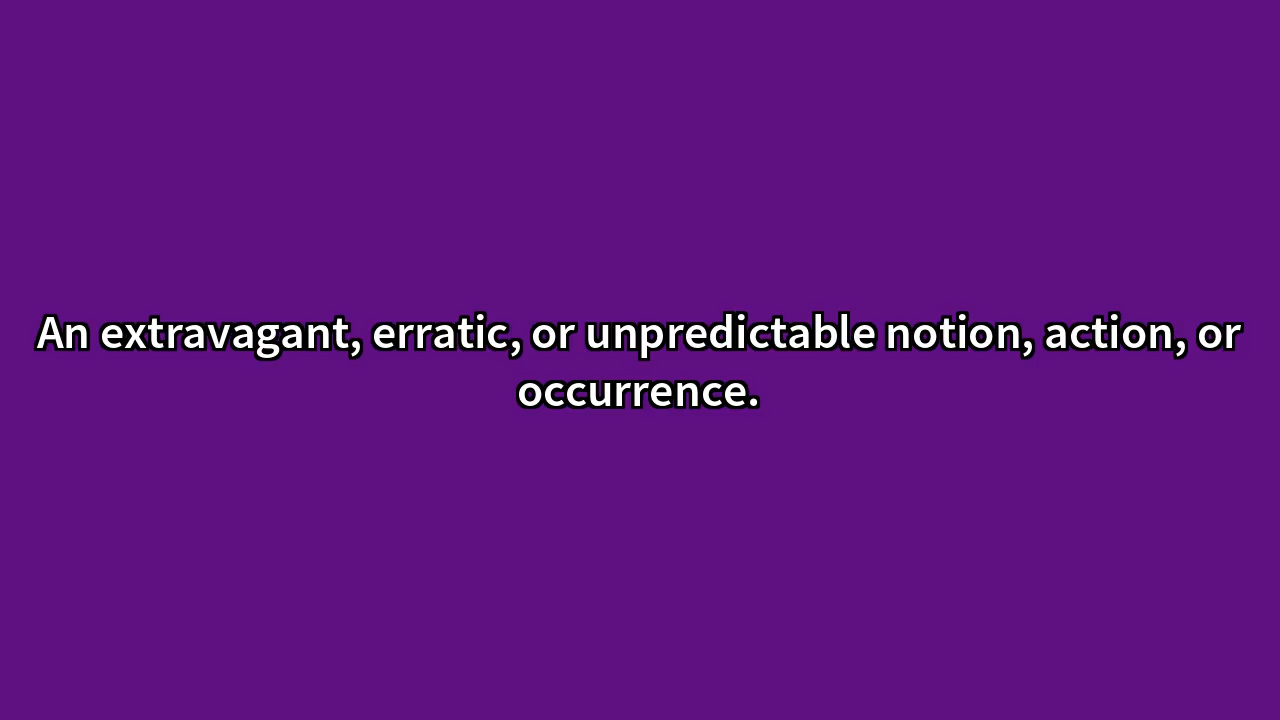 An extravagant, erratic, or unpredictable notion, action, or
occurrence.